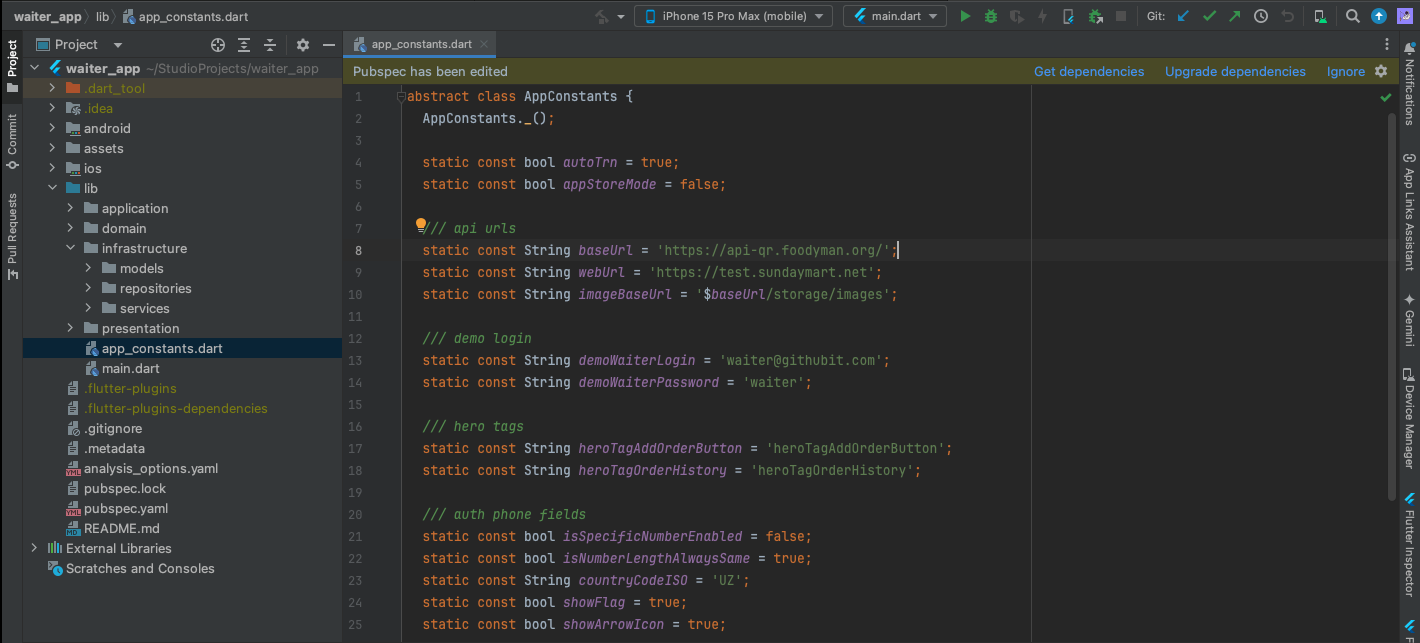 waiter_app lib app_constants.dart
iPhone 15 Pro Max (mobile)
main.dart
Git:
Project
app_constants.dart
Project
Commit
Pull Requests
waiter_app ~/StudioProjects/waiter_app
.dart_tool
.idea
android
assets
ios
lib
application
domain
infrastructure
models
repositories
services
presentation
app_constants.dart
main.dart
.flutter-plugins
.flutter-plugins-dependencies
.gitignore
.metadata
analysis_options.yaml
pubspec.lock
pubspec.yaml
README.md
External Libraries
Scratches and Consoles
Pubspec has been edited Get dependencies Upgrade dependencies Ignore
1 abstract class AppConstants {
2 AppConstants._();
3
4 static const bool autoTrn = true;
5 static const bool appStoreMode = false;
6
7 /// api urls
8 static const String baseUrl = 'https://api-qr.foodyman.org/';
9 static const String webUrl = 'https://test.sundaymart.net';
10 static const String imageBaseUrl = '$baseUrl/storage/images';
11
12 /// demo login
13 static const String demoWaiterLogin = 'waiter@githubit.com';
14 static const String demoWaiterPassword = 'waiter';
15
16 /// hero tags
17 static const String heroTagAddOrderButton = 'heroTagAddOrderButton';
18 static const String heroTagOrderHistory = 'heroTagOrderHistory';
19
20 /// auth phone fields
21 static const bool isSpecificNumberEnabled = false;
22 static const bool isNumberLengthAlwaysSame = true;
23 static const String countryCodeISO = 'UZ';
24 static const bool showFlag = true;
25 static const bool showArrowIcon = true;
Notifications
App Links Assistant
Gemini
Device Manager
Flutter Inspector